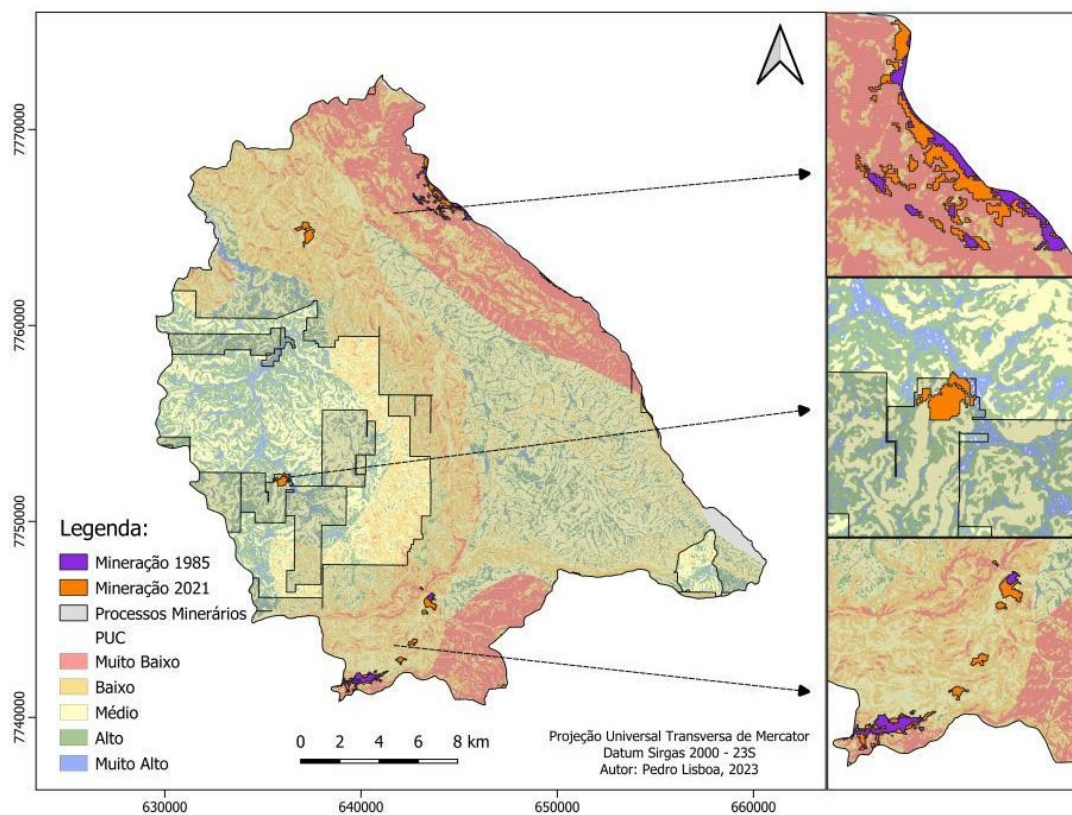 7770000
7760000
7750000
7740000
Legenda:
Mineração 1985
Mineração 2021
Processos Minerários
PUC
Muito Baixo
Baixo
Médio
Alto
Muito Alto
0 2 4 6 8 km
Projeção Universal Transversa de Mercator
Datum Sirgas 2000 - 23S
Autor: Pedro Lisboa, 2023
630000 640000 650000 660000